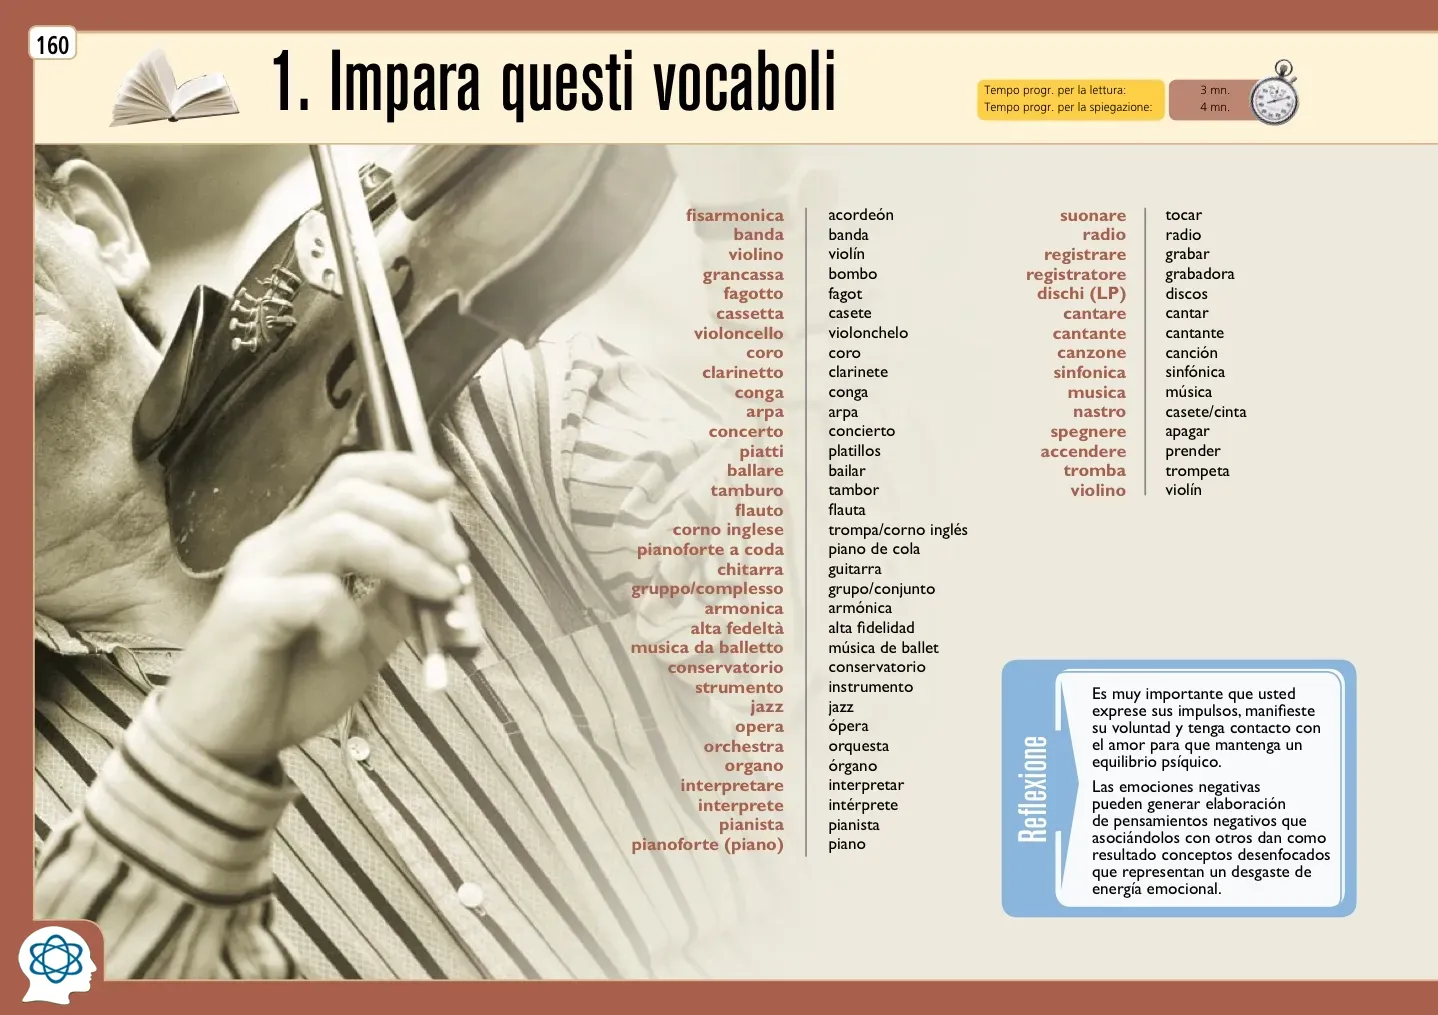 160
1. Impara questi vocaboli
Tempo progr. per la lettura: 3 mn.
Tempo progr. per la spiegazione: 4 mn.
fisarmonica acordeón
banda banda
violino violín
grancassa bombo
fagotto fagot
cassetta casete
violoncello violonchelo
coro coro
clarinetto clarinete
conga conga
arpa arpa
concerto concierto
piatti platillos
ballare bailar
tamburo tambor
flauto flauta
corno inglese trompa/corno inglés
pianoforte a coda piano de cola
chitarra guitarra
gruppo/complesso grupo/conjunto
armonica armónica
alta fedeltà alta fidelidad
musica da balletto música de ballet
conservatorio conservatorio
strumento instrumento
jazz jazz
opera ópera
orchestra orquesta
organo órgano
interpretare interpretar
interprete intérprete
pianista pianista
pianoforte (piano) piano
suonare tocar
radio radio
registrare grabar
registratore grabadora
dischi (LP) discos
cantare cantar
cantante cantante
canzone canción
sinfonica sinfónica
musica música
nastro casete/cinta
spegnere apagar
accendere prender
tromba trompeta
violino violín
Reflexione
Es muy importante que usted
exprese sus impulsos, manifieste
su voluntad y tenga contacto con
el amor para que mantenga un
equilibrio psíquico.
Las emociones negativas
pueden generar elaboración
de pensamientos negativos que
asociándolos con otros dan como
resultado conceptos desenfocados
que representan un desgaste de
energía emocional.